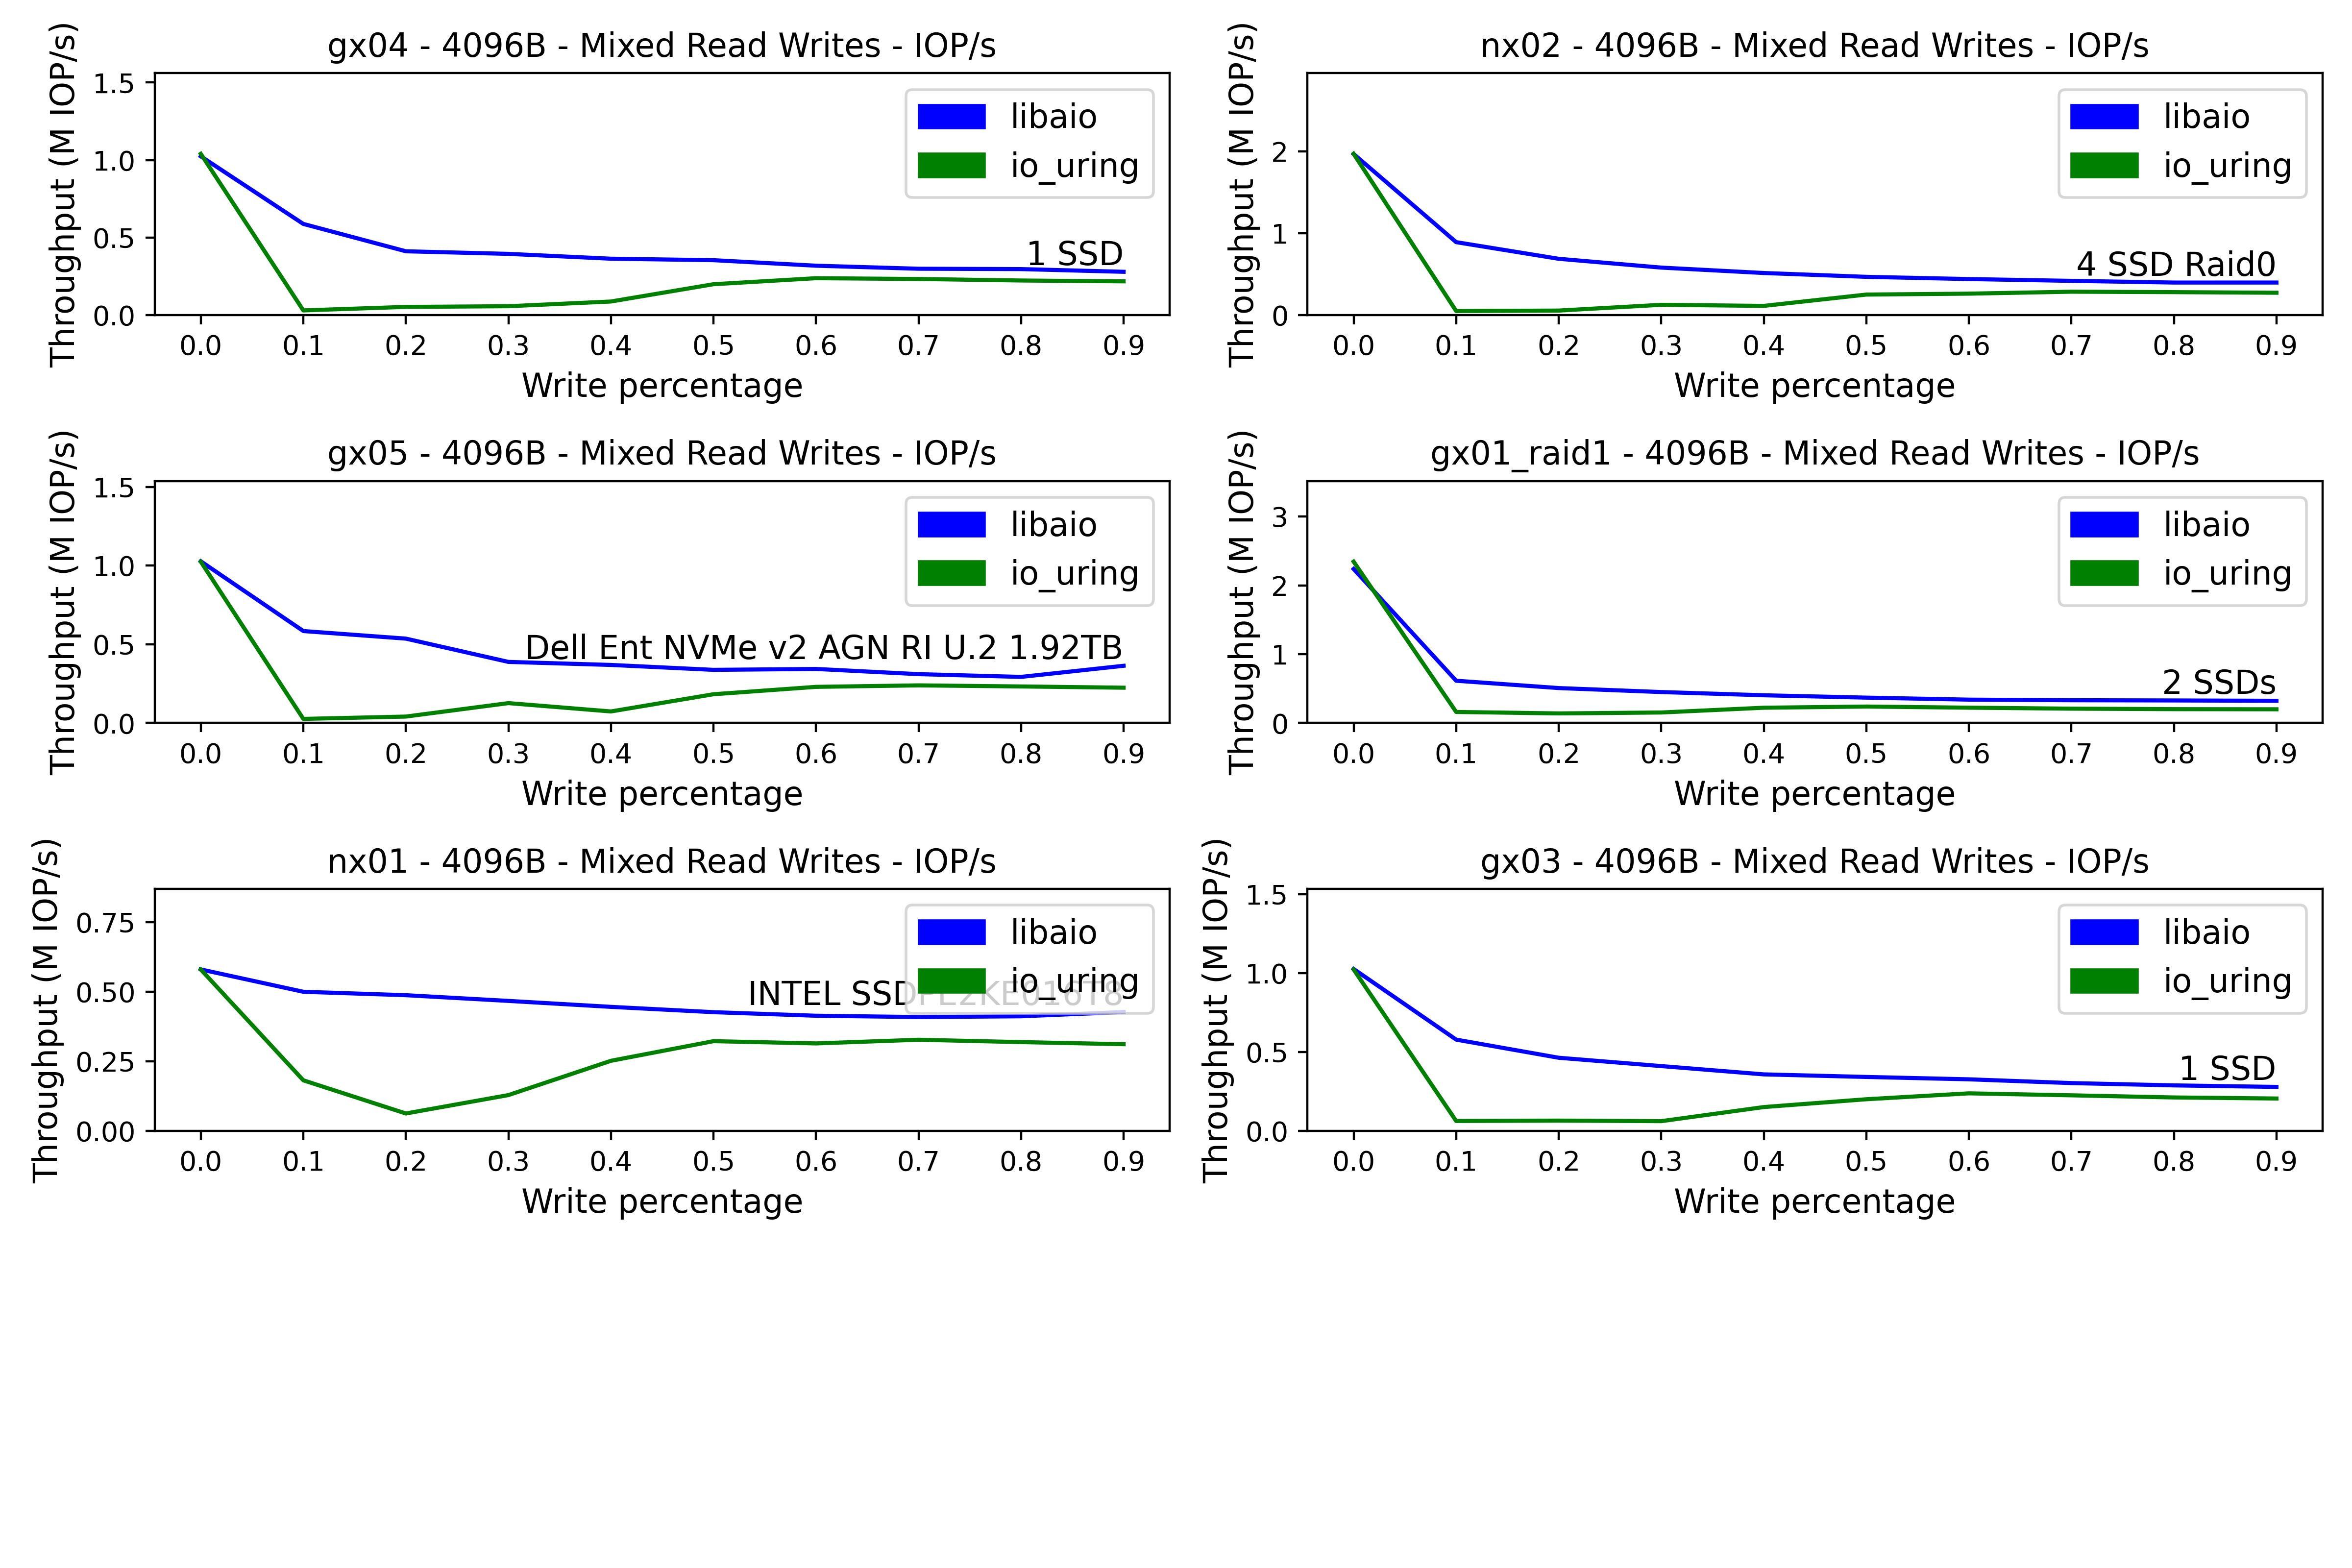 gx04 - 4096B - Mixed Read Writes - IOP/s
Throughput (M IOP/s)
1.5
1.0
0.5
0.0
libaio
io_uring
1 SSD
0.0 0.1 0.2 0.3 0.4 0.5 0.6 0.7 0.8 0.9
Write percentage
nx02 - 4096B - Mixed Read Writes - IOP/s
Throughput (M IOP/s)
2
1
0
libaio
io_uring
4 SSD Raid0
0.0 0.1 0.2 0.3 0.4 0.5 0.6 0.7 0.8 0.9
Write percentage
gx05 - 4096B - Mixed Read Writes - IOP/s
Throughput (M IOP/s)
1.5
1.0
0.5
0.0
libaio
io_uring
Dell Ent NVMe v2 AGN RI U.2 1.92TB
0.0 0.1 0.2 0.3 0.4 0.5 0.6 0.7 0.8 0.9
Write percentage
gx01_raid1 - 4096B - Mixed Read Writes - IOP/s
Throughput (M IOP/s)
3
2
1
0
libaio
io_uring
2 SSDs
0.0 0.1 0.2 0.3 0.4 0.5 0.6 0.7 0.8 0.9
Write percentage
nx01 - 4096B - Mixed Read Writes - IOP/s
Throughput (M IOP/s)
0.75
0.50
0.25
0.00
libaio
io_uring
INTEL SSDPE2KE016T8
0.0 0.1 0.2 0.3 0.4 0.5 0.6 0.7 0.8 0.9
Write percentage
gx03 - 4096B - Mixed Read Writes - IOP/s
Throughput (M IOP/s)
1.5
1.0
0.5
0.0
libaio
io_uring
1 SSD
0.0 0.1 0.2 0.3 0.4 0.5 0.6 0.7 0.8 0.9
Write percentage